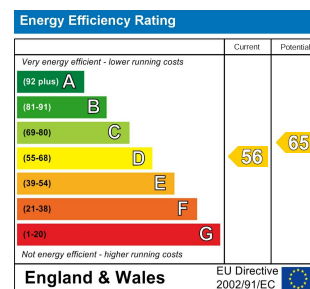 Energy Efficiency Rating
Current Potential
Very energy efficient - lower running costs
(92 plus) A
(81-91) B
(69-80) C
(55-68) D
(39-54) E
(21-38) F
(1-20) G
56
65
Not energy efficient - higher running costs
England & Wales
EU Directive
2002/91/EC